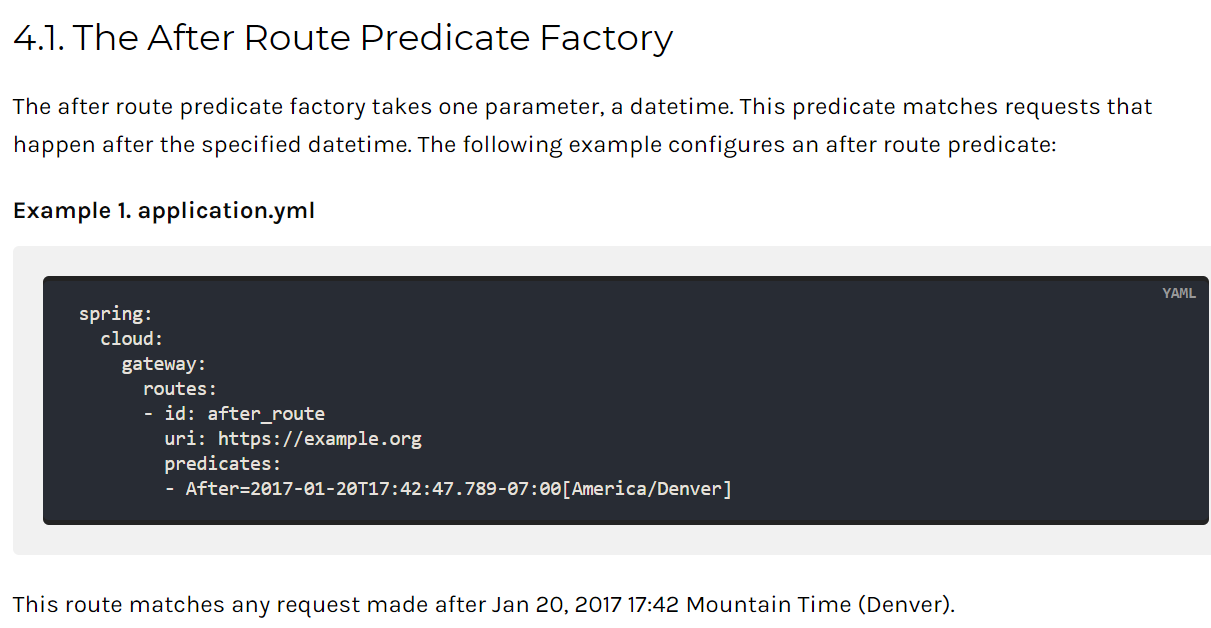 4.1. The After Route Predicate Factory
The after route predicate factory takes one parameter, a datetime. This predicate matches requests that
happen after the specified datetime. The following example configures an after route predicate:
Example 1. application.yml
YAML
spring:
  cloud:
    gateway:
      routes:
      - id: after_route
        uri: https://example.org
        predicates:
        - After=2017-01-20T17:42:47.789-07:00[America/Denver]
This route matches any request made after Jan 20, 2017 17:42 Mountain Time (Denver).